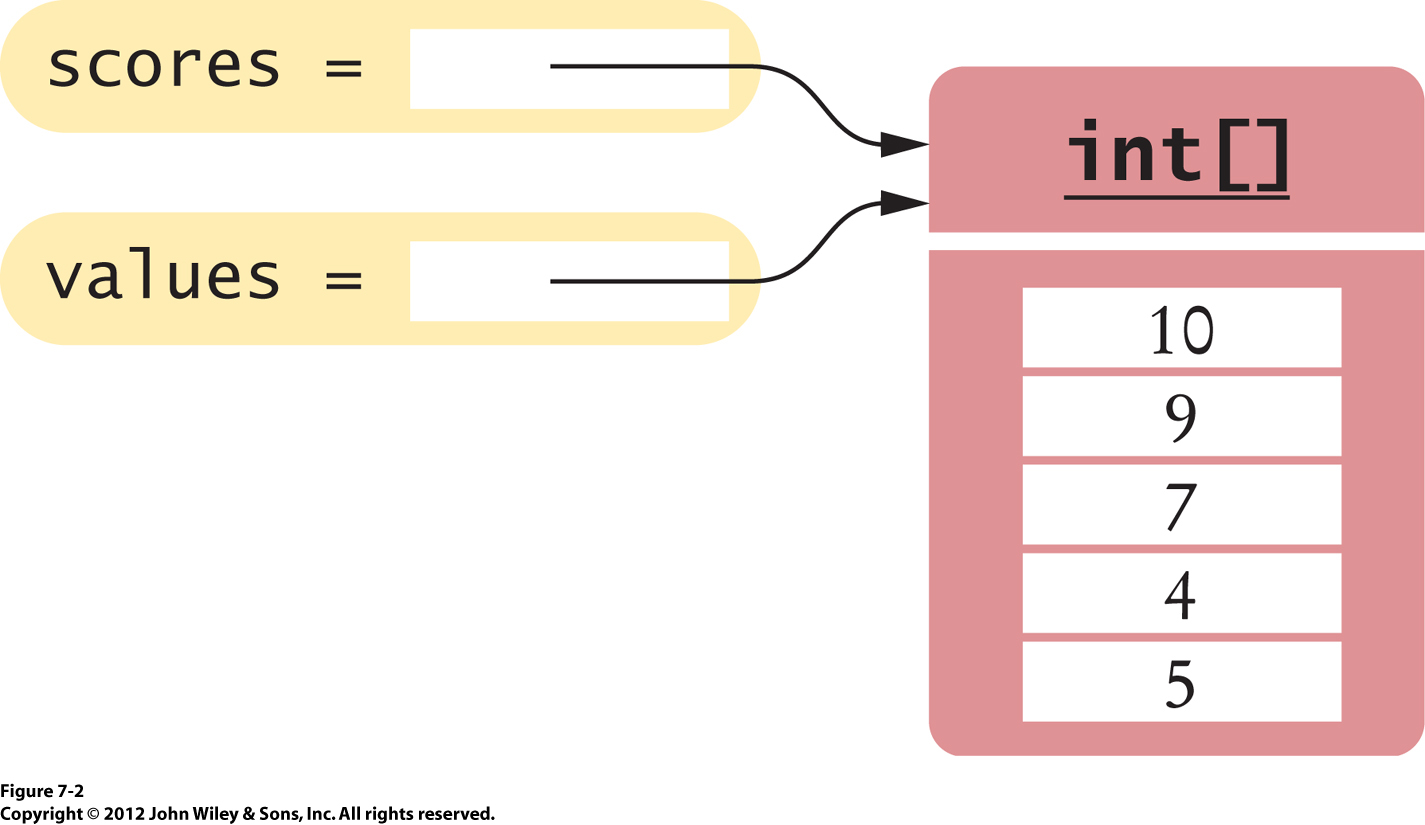 scores =
values =
int[]
10
9
7
4
5
Figure 7-2
Copyright © 2012 John Wiley & Sons, Inc. All rights reserved.